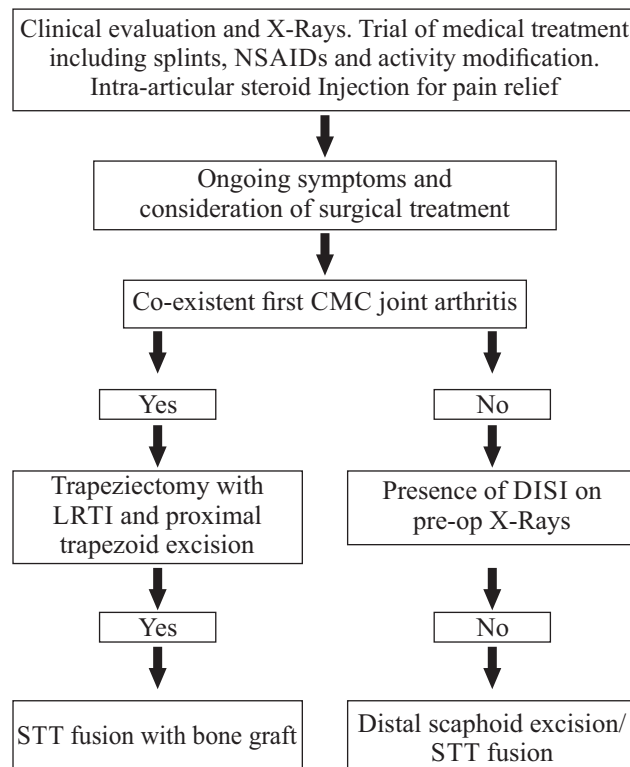 Clinical evaluation and X-Rays. Trial of medical treatment
including splints, NSAIDs and activity modification.
Intra-articular steroid Injection for pain relief
Ongoing symptoms and
consideration of surgical treatment
Co-existent first CMC joint arthritis
Yes
No
Trapeziectomy with
LRTI and proximal
trapezoid excision
Presence of DISI on
pre-op X-Rays
Yes
No
STT fusion with bone graft
Distal scaphoid excision/
STT fusion